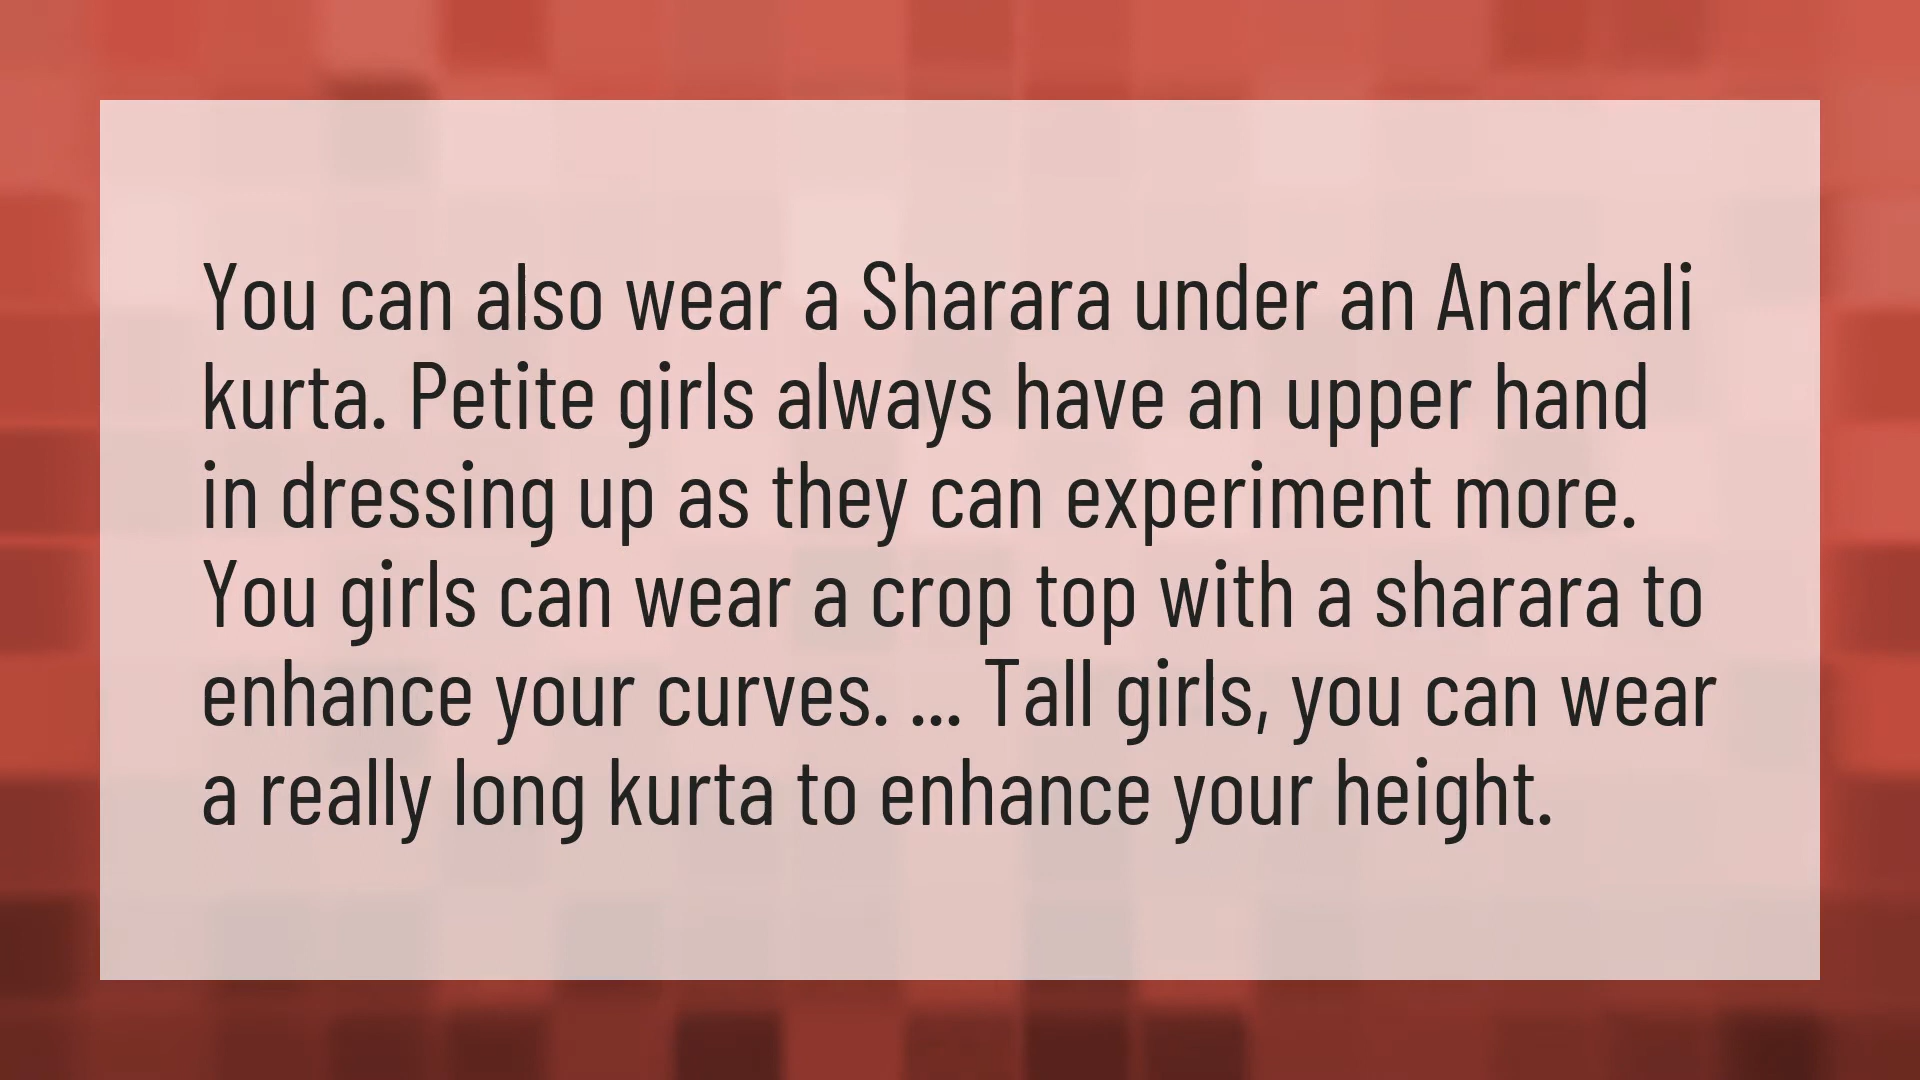 You can also wear a Sharara under an Anarkali
kurta. Petite girls always have an upper hand
in dressing up as they can experiment more.
You girls can wear a crop top with a sharara to
enhance your curves. ... Tall girls, you can wear
a really long kurta to enhance your height.